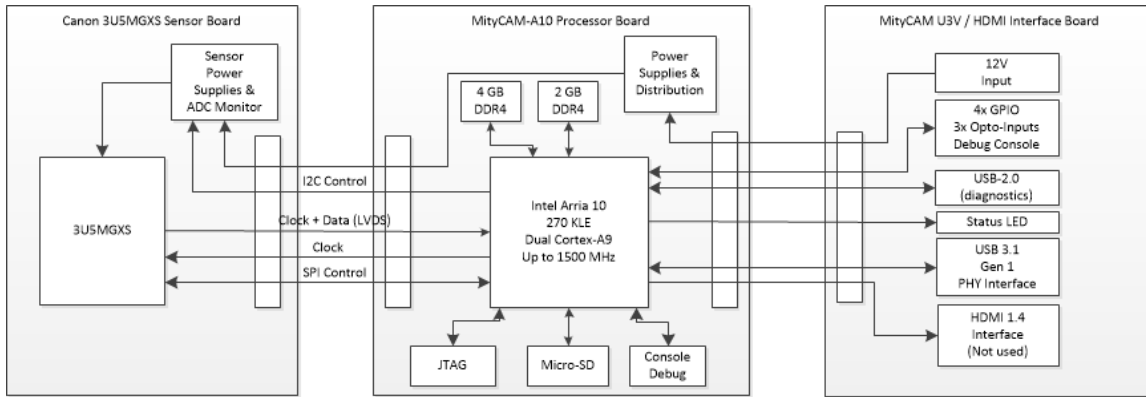 Canon 3U5MGXS Sensor Board
Sensor
Power
Supplies &
ADC Monitor
3U5MGXS
I2C Control
Clock + Data (LVDS)
Clock
SPI Control
MityCAM-A10 Processor Board
4 GB
DDR4
2 GB
DDR4
Power
Supplies &
Distribution
Intel Arria 10
270 KLE
Dual Cortex-A9
Up to 1500 MHz
JTAG
Micro-SD
Console
Debug
MityCAM U3V / HDMI Interface Board
12V
Input
4x GPIO
3x Opto-Inputs
Debug Console
USB-2.0
(diagnostics)
Status LED
USB 3.1
Gen 1
PHY Interface
HDMI 1.4
Interface
(Not used)